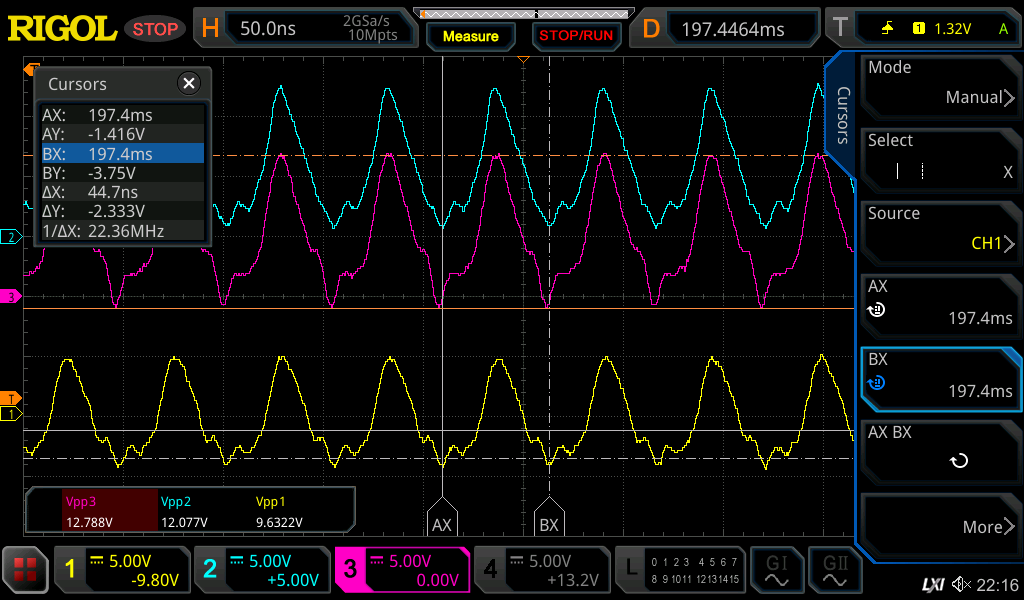 RIGOL STOP H 50.0ns 2GSa/s 10Mpts Measure STOP/RUN D 197.4464ms T 1 1.32V A
Cursors
AX: 197.4ms
AY: -1.416V
BX: 197.4ms
BY: -3.75V
ΔX: 44.7ns
ΔY: -2.333V
1/ΔX: 22.36MHz
T
2
3
T
1
Cursors
Mode
Manual
Select
X
Source
CH1
AX
197.4ms
BX
197.4ms
AX BX
More
Vpp3 Vpp2 Vpp1
12.788V 12.077V 9.6322V
AX BX
1 5.00V -9.80V
2 5.00V +5.00V
3 5.00V 0.00V
4 5.00V +13.2V
L 0 1 2 3 4 5 6 7
8 9 10 11 12 13 14 15
GI GII
LXI 22:16